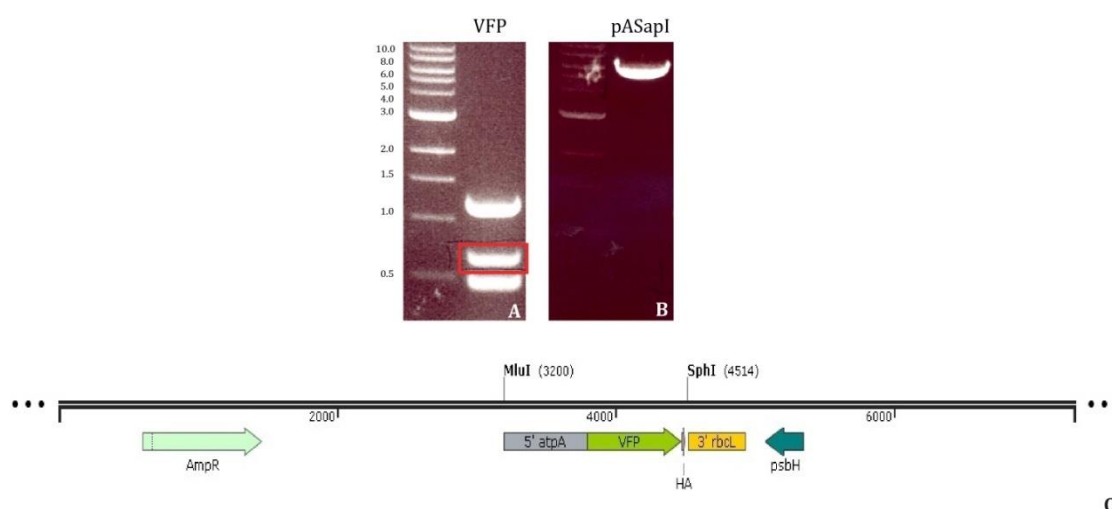 VFP pASapI
10.0
8.0
6.0
5.0
4.0
3.0
2.0
1.5
1.0
0.5
A B
MluI (3200) SphI (4514)
2000 4000 6000
5' atpA VFP 3' rbcL
AmpR psbH
HA
C